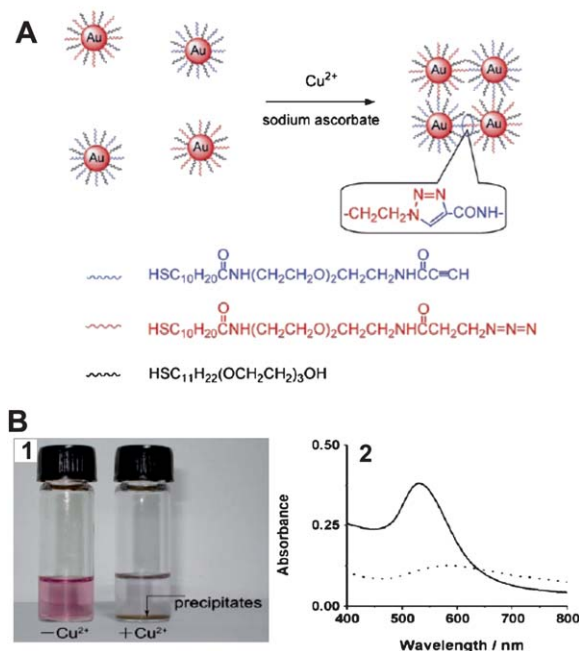 A
Au
Au
Au
Au
Cu2+
sodium ascorbate
Au
Au
Au
Au
N=N
-CH2CH2-N
CONH-
O
O
HSC10H20CNH(CH2CH2O)2CH2CH2NHCC≡CH
O
O
HSC10H20CNH(CH2CH2O)2CH2CH2NHCCH2CH2-N=N=N
HSC11H22(OCH2CH2)3OH
B
1
precipitates
−Cu2+
+Cu2+
2
0.50
0.25
0.00
Absorbance
400
500
600
700
800
Wavelength / nm